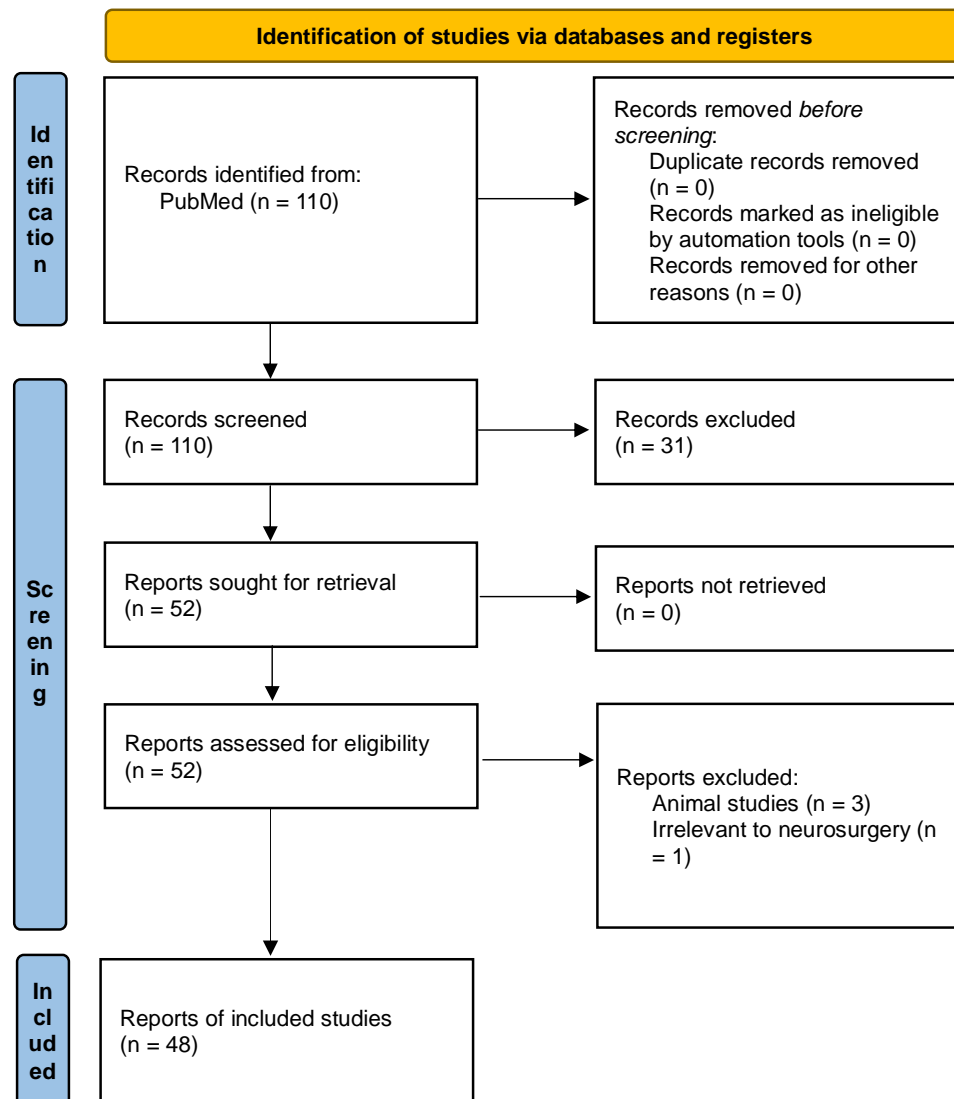 Identification of studies via databases and registers
Id
en
tifi
ca
tio
n
Records identified from:
PubMed (n = 110)
Records removed before
screening:
Duplicate records removed
(n = 0)
Records marked as ineligible
by automation tools (n = 0)
Records removed for other
reasons (n = 0)
Sc
re
en
in
g
Records screened
(n = 110)
Records excluded
(n = 31)
Reports sought for retrieval
(n = 52)
Reports not retrieved
(n = 0)
Reports assessed for eligibility
(n = 52)
Reports excluded:
Animal studies (n = 3)
Irrelevant to neurosurgery (n
= 1)
In
cl
ud
ed
Reports of included studies
(n = 48)